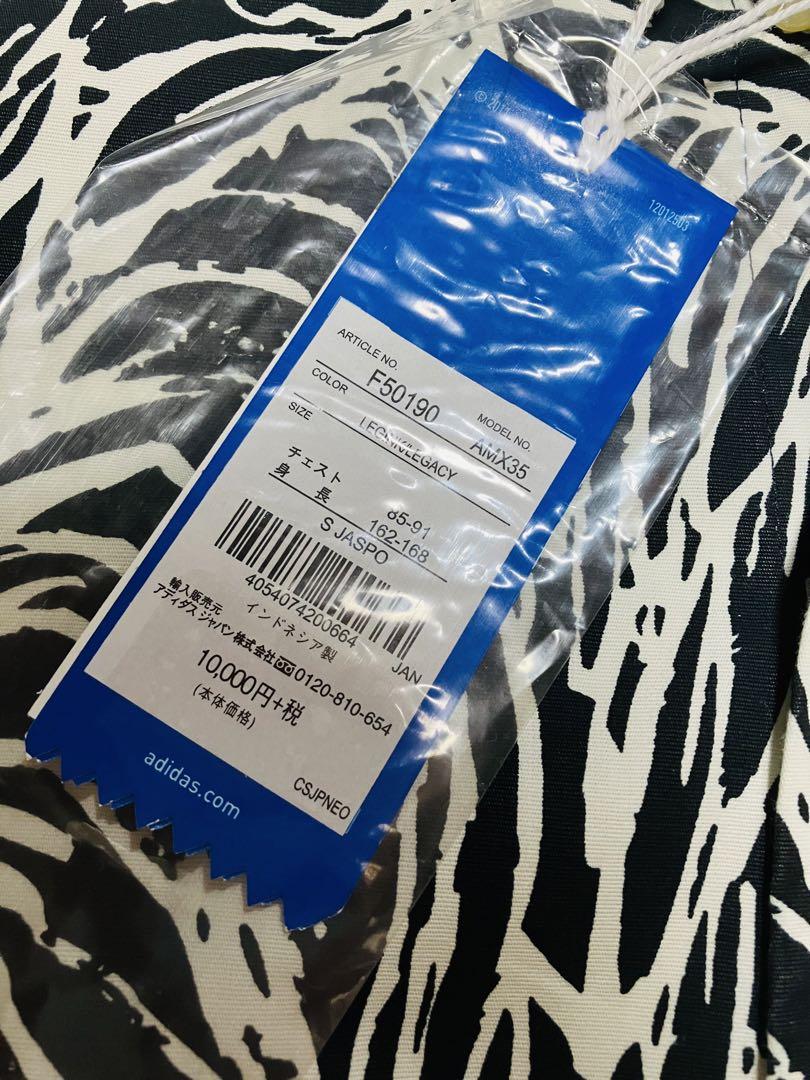 © 20
12012503
ARTICLE NO. F50190
MODEL NO. AMX35
COLOR LEGINK/LEGACY
SIZE
チェスト 85-91
身長 162-168
S JASPO
4054074200664 JAN
インドネシア製
輸入販売元
アディダス ジャパン株式会社 0120-810-654
10,000円+税
(本体価格)
CSJPNEO
adidas.com